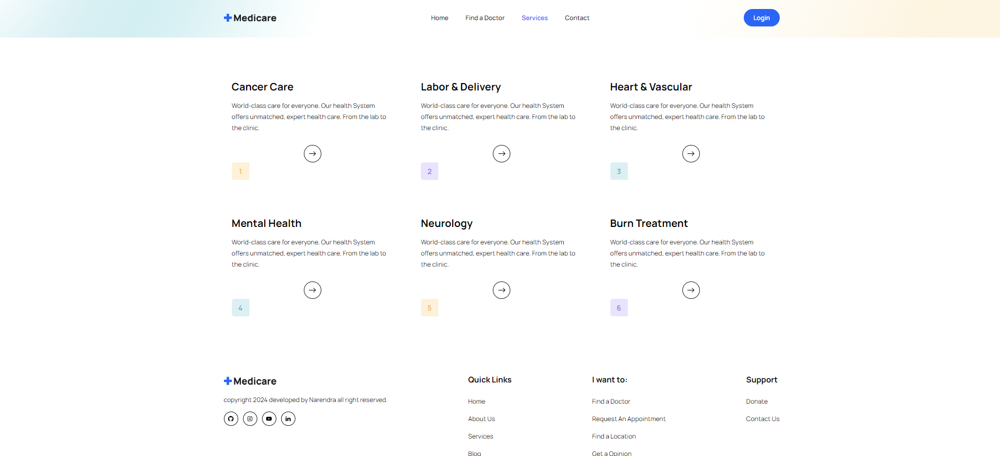 Medicare
Home
Find a Doctor
Services
Contact
Login
Cancer Care
World-class care for everyone. Our health System
offers unmatched, expert health care. From the lab to
the clinic.
1
Labor & Delivery
World-class care for everyone. Our health System
offers unmatched, expert health care. From the lab to
the clinic.
2
Heart & Vascular
World-class care for everyone. Our health System
offers unmatched, expert health care. From the lab to
the clinic.
3
Mental Health
World-class care for everyone. Our health System
offers unmatched, expert health care. From the lab to
the clinic.
4
Neurology
World-class care for everyone. Our health System
offers unmatched, expert health care. From the lab to
the clinic.
5
Burn Treatment
World-class care for everyone. Our health System
offers unmatched, expert health care. From the lab to
the clinic.
6
Medicare
copyright 2024 developed by Narendra all right reserved.
Quick Links
Home
About Us
Services
Blog
I want to:
Find a Doctor
Request An Appointment
Find a Location
Get a Opinion
Support
Donate
Contact Us